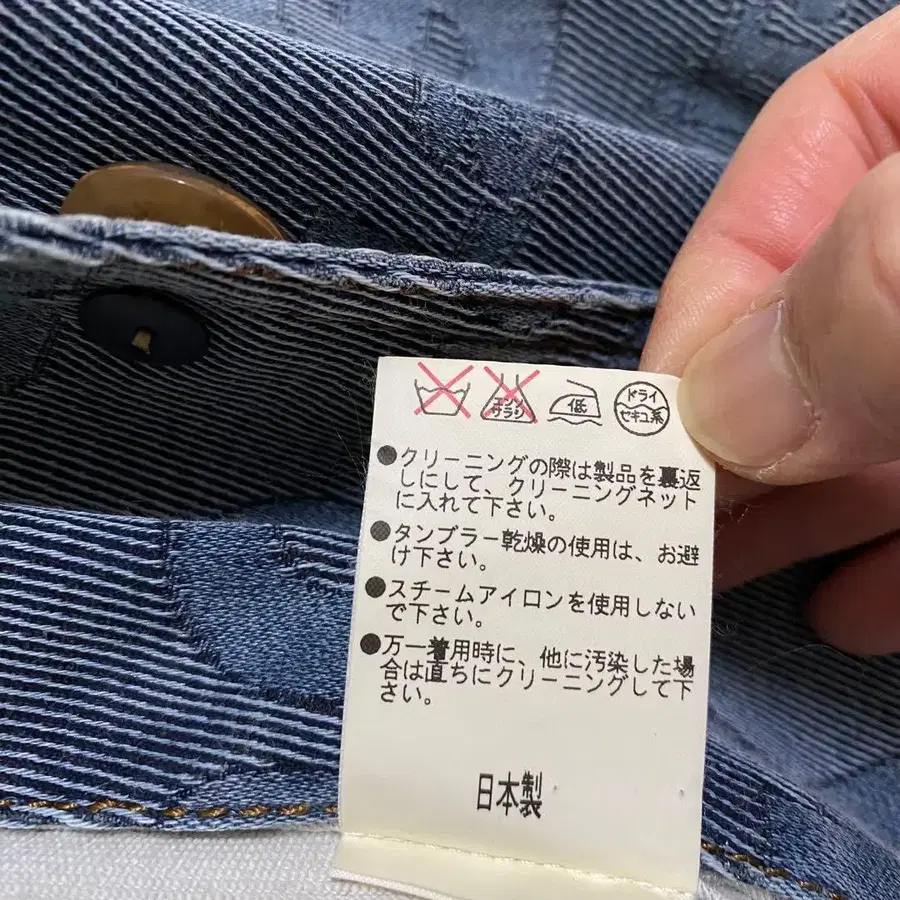 エンソ
サラシ
低
ドライ
セキユ系
●クリーニングの際は製品を裏返
しにして、クリーニングネット
に入れて下さい。
●タンブラー乾燥の使用は、お避
け下さい。
●スチームアイロンを使用しない
で下さい。
●万一着用時に、他に汚染した場
合は直ちにクリーニングして下
さい。
日本製